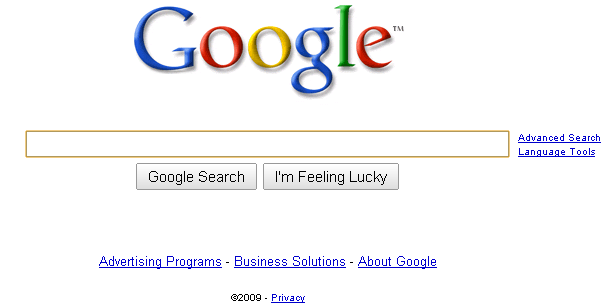 Google™
Advanced Search
Language Tools
Google Search I'm Feeling Lucky
Advertising Programs - Business Solutions - About Google
©2009 - Privacy